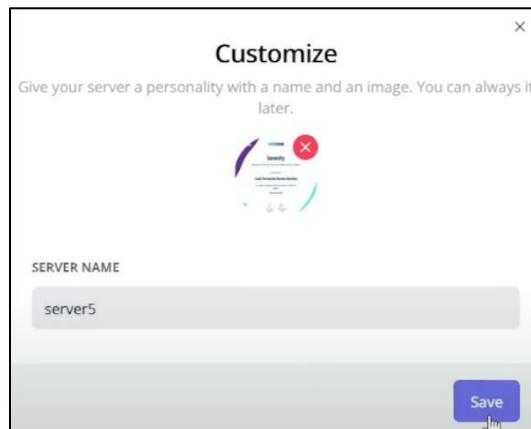 Customize
Give your server a personality with a name and an image. You can always it
later.
Serenity
SERVER NAME
server5
Save